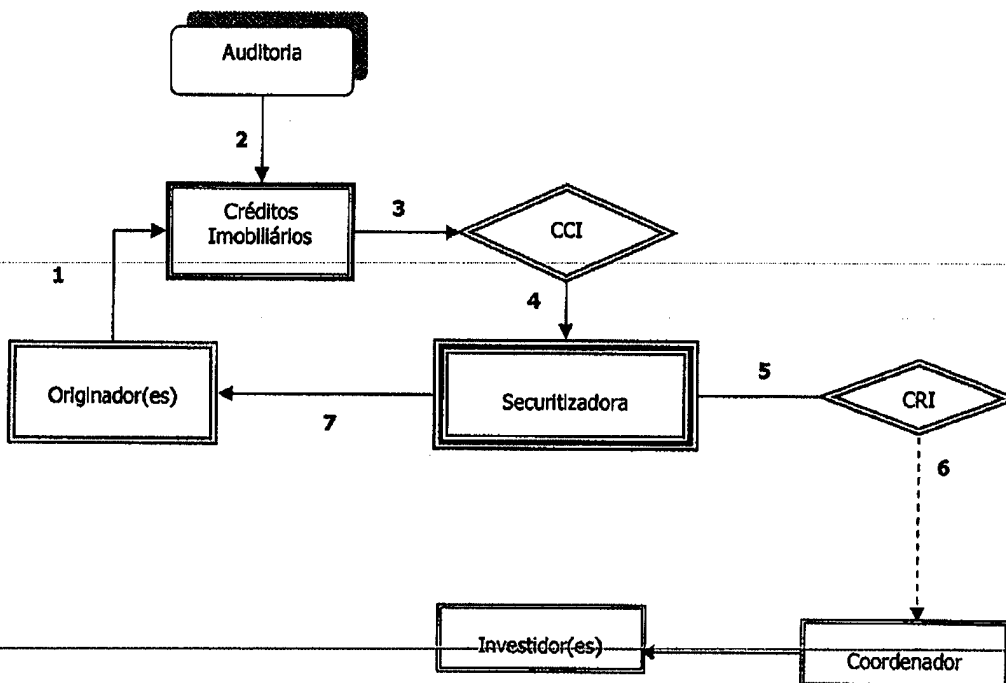 Auditoria
2
Créditos
Imobiliários
3
CCI
1
4
Originador(es)
7
Securitizadora
5
CRI
6
Investidor(es)
Coordenador